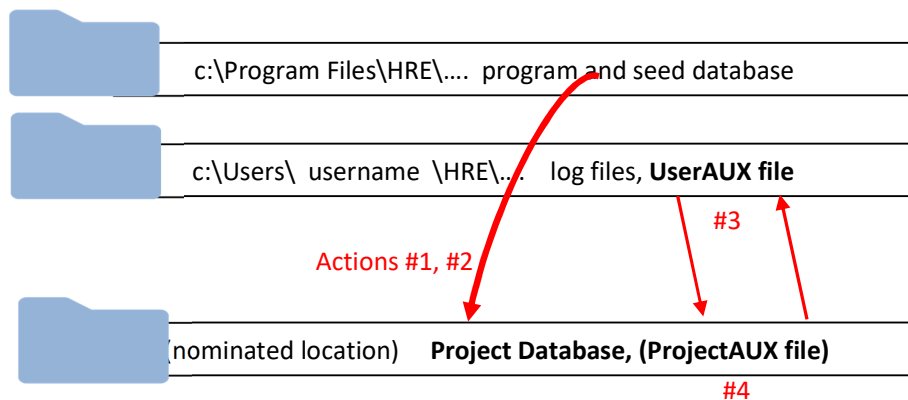 c:\Program Files\HRE\…. program and seed database
c:\Users\ username \HRE\…. log files, UserAUX file
#3
Actions #1, #2
(nominated location) Project Database, (ProjectAUX file)
#4